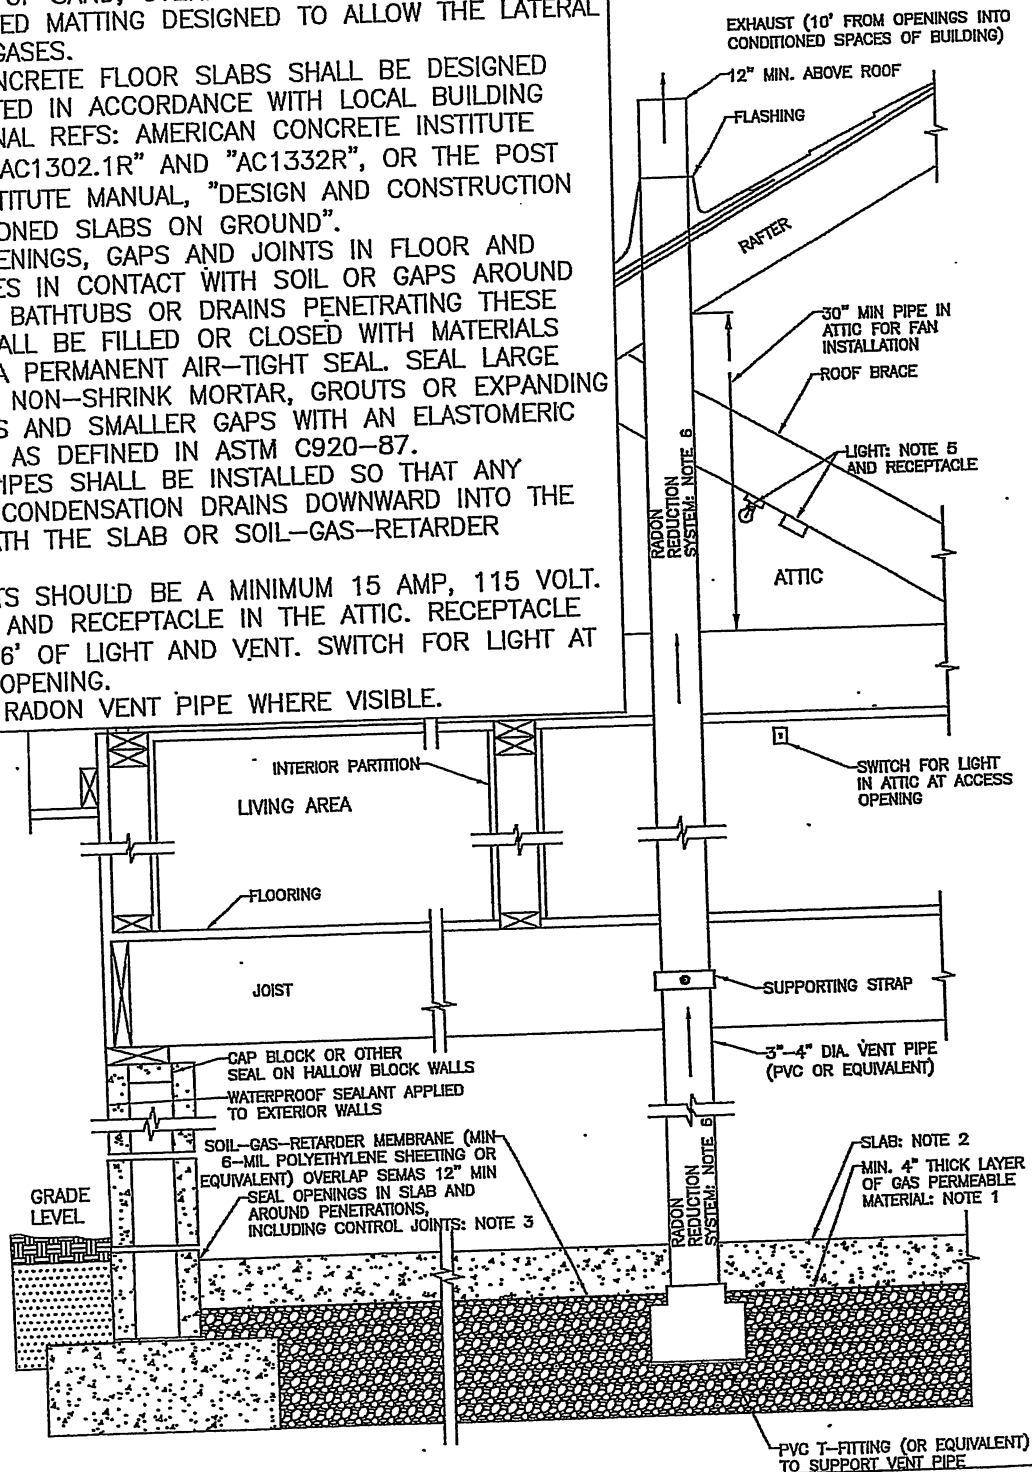 ED MATTING DESIGNED TO ALLOW THE LATERAL
GASES.
NCRETE FLOOR SLABS SHALL BE DESIGNED
TED IN ACCORDANCE WITH LOCAL BUILDING
NAL REFS: AMERICAN CONCRETE INSTITUTE
AC1302.1R" AND "AC1332R", OR THE POST
TITUTE MANUAL, "DESIGN AND CONSTRUCTION
ONED SLABS ON GROUND".
ENINGS, GAPS AND JOINTS IN FLOOR AND
ES IN CONTACT WITH SOIL OR GAPS AROUND
BATHTUBS OR DRAINS PENETRATING THESE
ALL BE FILLED OR CLOSED WITH MATERIALS
A PERMANENT AIR-TIGHT SEAL. SEAL LARGE
NON-SHRINK MORTAR, GROUTS OR EXPANDING
S AND SMALLER GAPS WITH AN ELASTOMERIC
AS DEFINED IN ASTM C920-87.
IPES SHALL BE INSTALLED SO THAT ANY
CONDENSATION DRAINS DOWNWARD INTO THE
ATH THE SLAB OR SOIL-GAS-RETARDER
TS SHOULD BE A MINIMUM 15 AMP, 115 VOLT.
AND RECEPTACLE IN THE ATTIC. RECEPTACLE
6' OF LIGHT AND VENT. SWITCH FOR LIGHT AT
OPENING.
RADON VENT PIPE WHERE VISIBLE.
EXHAUST (10' FROM OPENINGS INTO
CONDITIONED SPACES OF BUILDING)
12" MIN. ABOVE ROOF
FLASHING
RAFTER
30" MIN PIPE IN
ATTIC FOR FAN
INSTALLATION
ROOF BRACE
LIGHT: NOTE 5
AND RECEPTACLE
RADON
REDUCTION
SYSTEM: NOTE 6
ATTIC
INTERIOR PARTITION
LIVING AREA
SWITCH FOR LIGHT
IN ATTIC AT ACCESS
OPENING
FLOORING
JOIST
SUPPORTING STRAP
CAP BLOCK OR OTHER
SEAL ON HALLOW BLOCK WALLS
WATERPROOF SEALANT APPLIED
TO EXTERIOR WALLS
3"-4" DIA. VENT PIPE
(PVC OR EQUIVALENT)
SOIL-GAS-RETARDER MEMBRANE (MIN
6-MIL POLYETHYLENE SHEETING OR
EQUIVALENT) OVERLAP SEMAS 12" MIN
SEAL OPENINGS IN SLAB AND
AROUND PENETRATIONS,
INCLUDING CONTROL JOINTS: NOTE 3
GRADE
LEVEL
RADON
REDUCTION
SYSTEM: NOTE 6
SLAB: NOTE 2
MIN. 4" THICK LAYER
OF GAS PERMEABLE
MATERIAL: NOTE 1
PVC T-FITTING (OR EQUIVALENT)
TO SUPPORT VENT PIPE